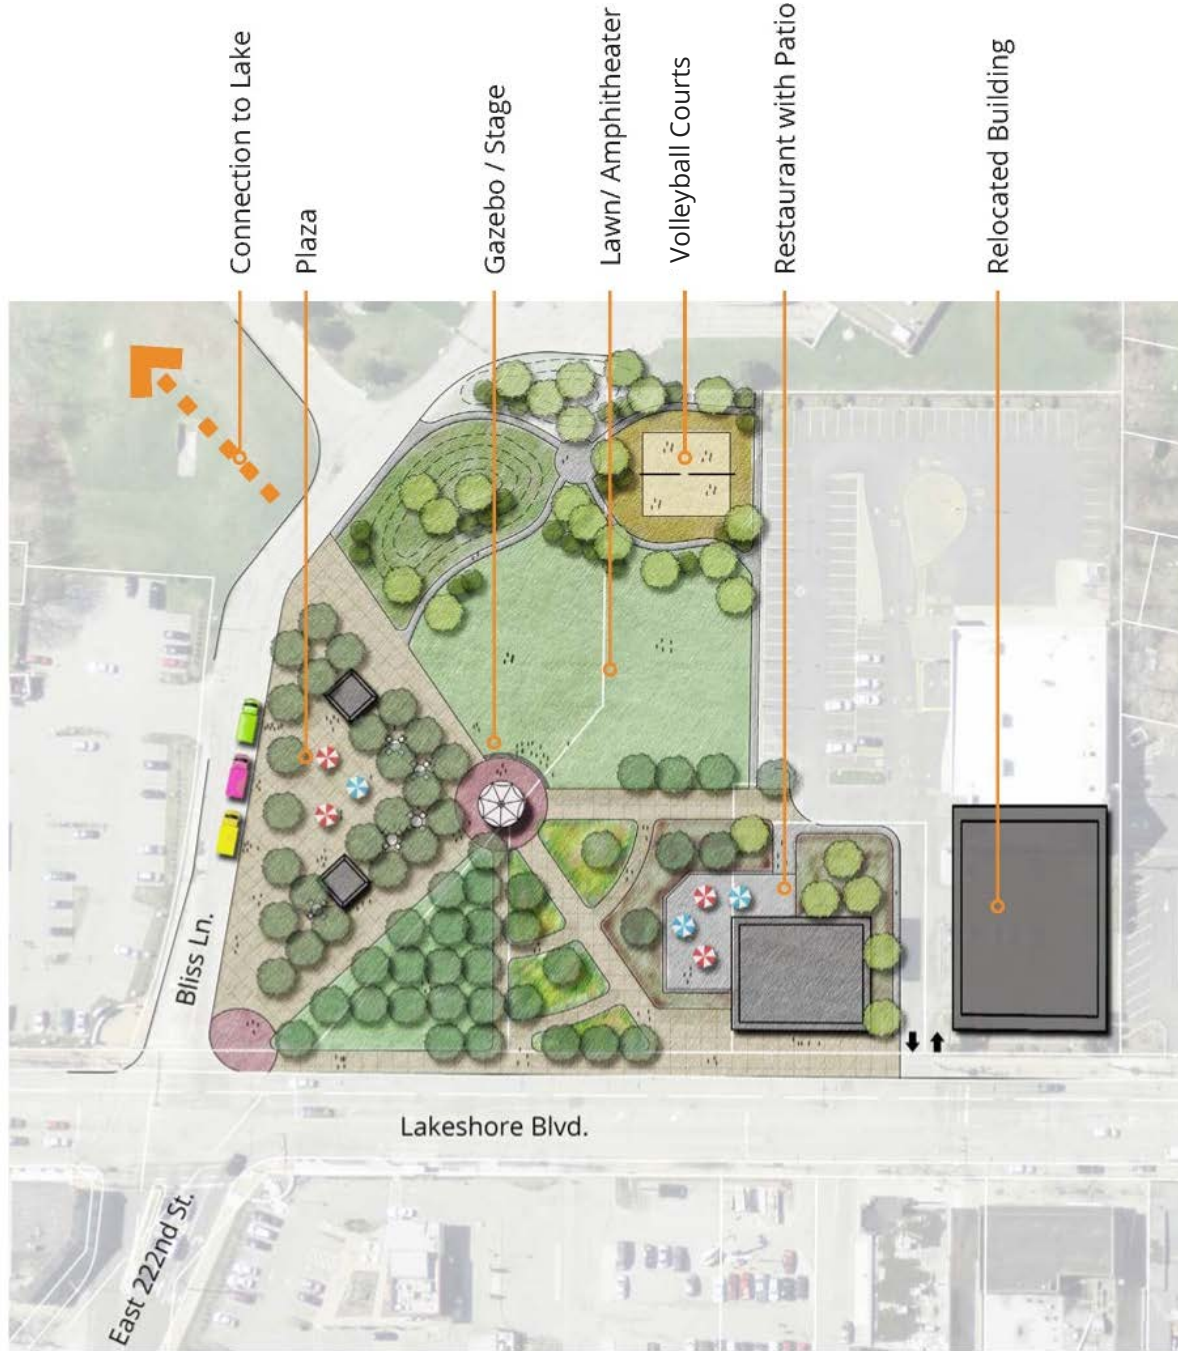 Connection to Lake
Plaza
Gazebo / Stage
Lawn/ Amphitheater
Volleyball Courts
Restaurant with Patio
Relocated Building
Bliss Ln.
Lakeshore Blvd.
East 222nd St.